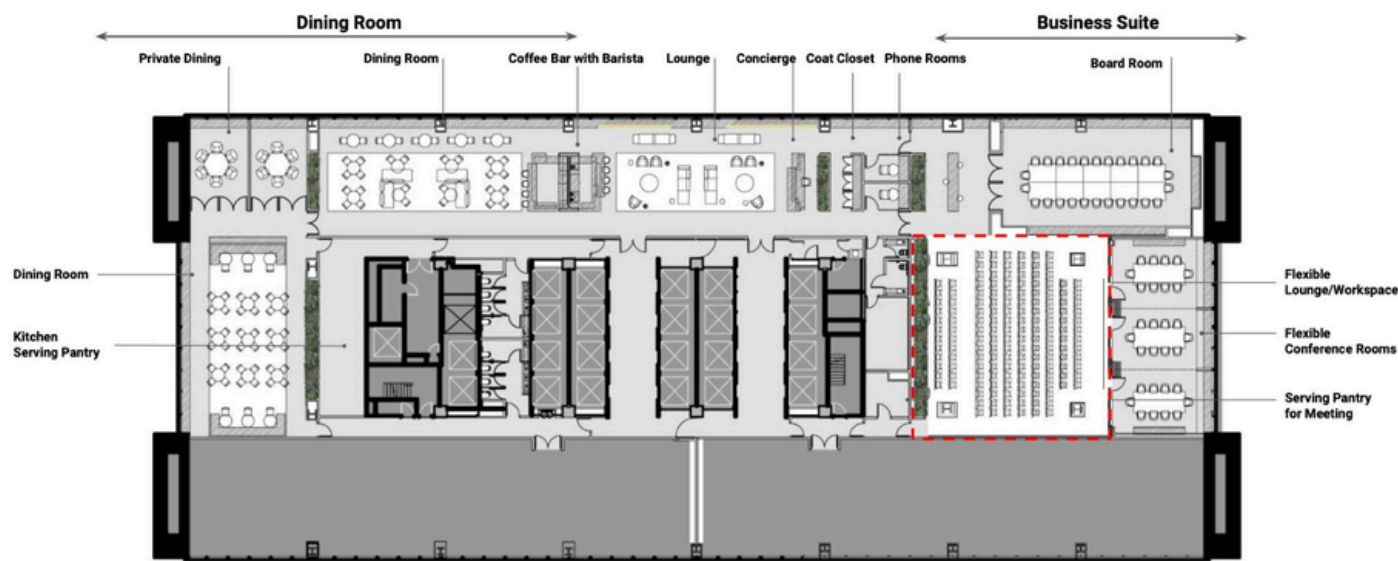 Dining Room
Business Suite
Private Dining
Dining Room
Coffee Bar with Barista
Lounge
Concierge
Coat Closet
Phone Rooms
Board Room
Dining Room
Kitchen
Serving Pantry
Flexible
Lounge/Workspace
Flexible
Conference Rooms
Serving Pantry
for Meeting